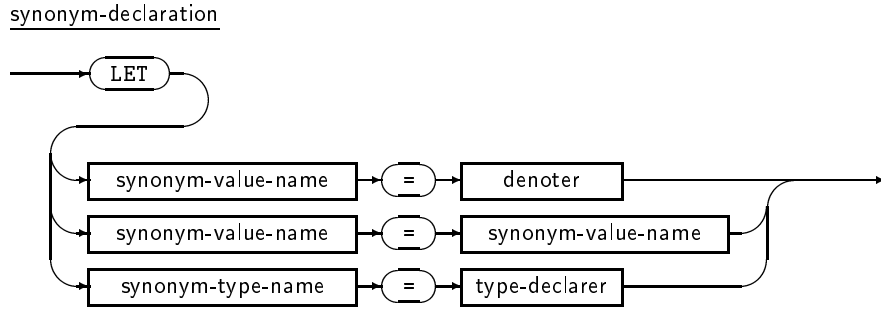 synonym-declaration
LET
synonym-value-name = denoter
synonym-value-name = synonym-value-name
synonym-type-name = type-declarer